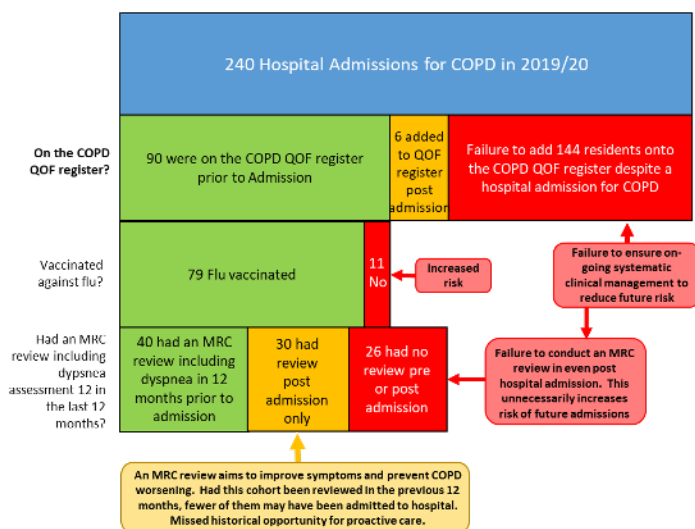 240 Hospital Admissions for COPD in 2019/20
On the COPD
QOF register?
90 were on the COPD QOF register
prior to Admission
6 added
to QOF
register
post
admission
Failure to add 144 residents onto
the COPD QOF register despite a
hospital admission for COPD
Vaccinated
against flu?
79 Flu vaccinated
11
No
Increased
risk
Failure to ensure on-
going systematic
clinical management to
reduce future risk
Had an MRC
review including
dypsnea
assessment 12 in
the last 12
months?
40 had an MRC
review including
dyspnea in 12
months prior to
admission
30 had
review
post
admission
only
26 had no
review pre
or post
admission
Failure to conduct an MRC
review in even post
hospital admission. This
unnecessarily increases
risk of future admissions
An MRC review aims to improve symptoms and prevent COPD
worsening. Had this cohort been reviewed in the previous 12
months, fewer of them may have been admitted to hospital.
Missed historical opportunity for proactive care.